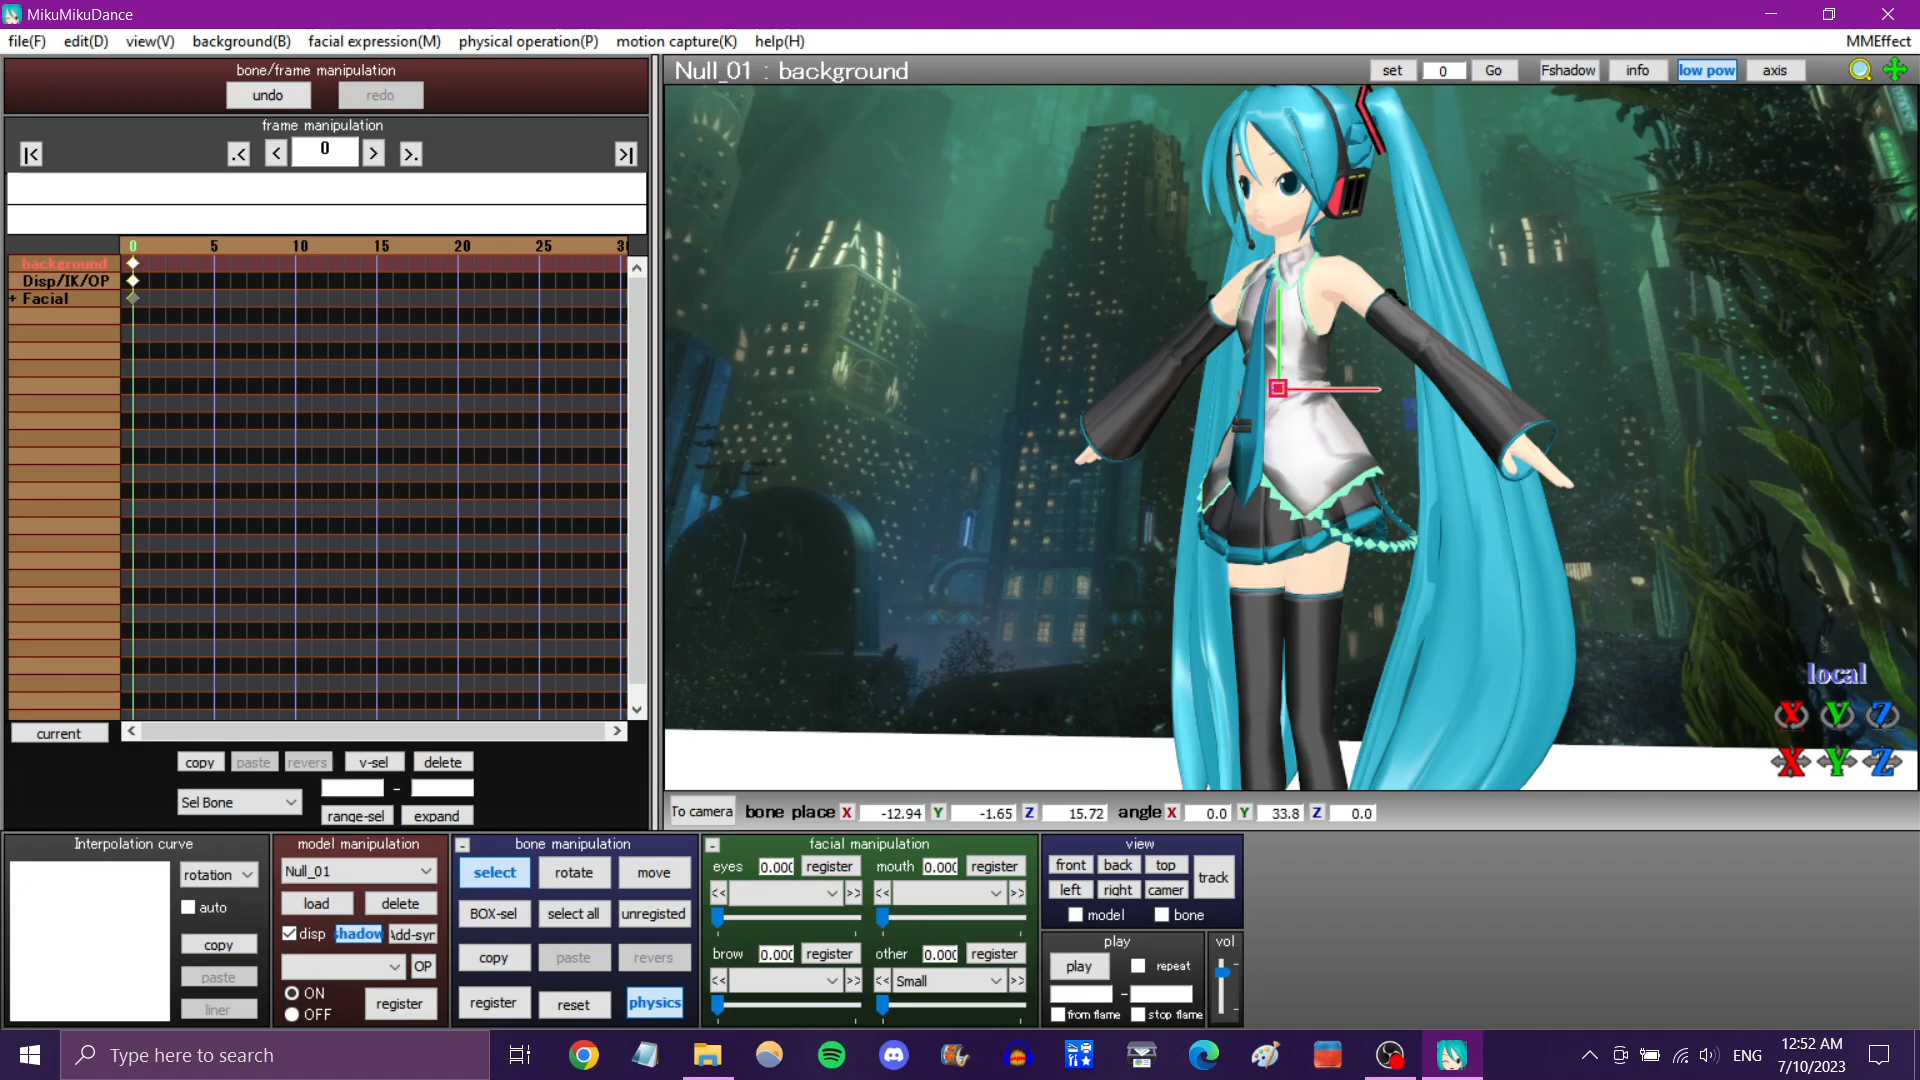 MikuMikuDance
file(F) edit(D) view(V) background(B) facial expression(M) physical operation(P) motion capture(K) help(H) MMEffect
bone/frame manipulation
undo redo
frame manipulation
|< .< < 0 > >. >|
0 5 10 15 20 25 30
background
Disp/IK/OP
+ Facial
current
copy paste revers v-sel delete
Sel Bone -
range-sel expand
Null_01 : background
set 0 Go Fshadow info low pow axis
local
X Y Z
X Y Z
To camera bone place X -12.94 Y -1.65 Z 15.72 angle X 0.0 Y 33.8 Z 0.0
Interpolation curve
rotation
auto
copy
paste
liner
model manipulation
Null_01
load delete
disp shadow Add-syn
OP
ON
OFF
register
- bone manipulation
select rotate move
BOX-sel select all unregisted
copy paste revers
register reset physics
- facial manipulation
eyes 0.000 register mouth 0.000 register
<< >> << >>
brow 0.000 register other 0.000 register
<< >> << Small >>
view
front back top
left right camer
track
model bone
play
play repeat
-
from flame stop flame
vol
Type here to search
ENG
12:52 AM
7/10/2023